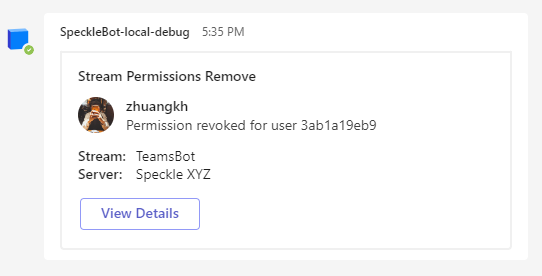 SpeckleBot-local-debug 5:35 PM
Stream Permissions Remove
zhuangkh
Permission revoked for user 3ab1a19eb9
Stream: TeamsBot
Server: Speckle XYZ
View Details